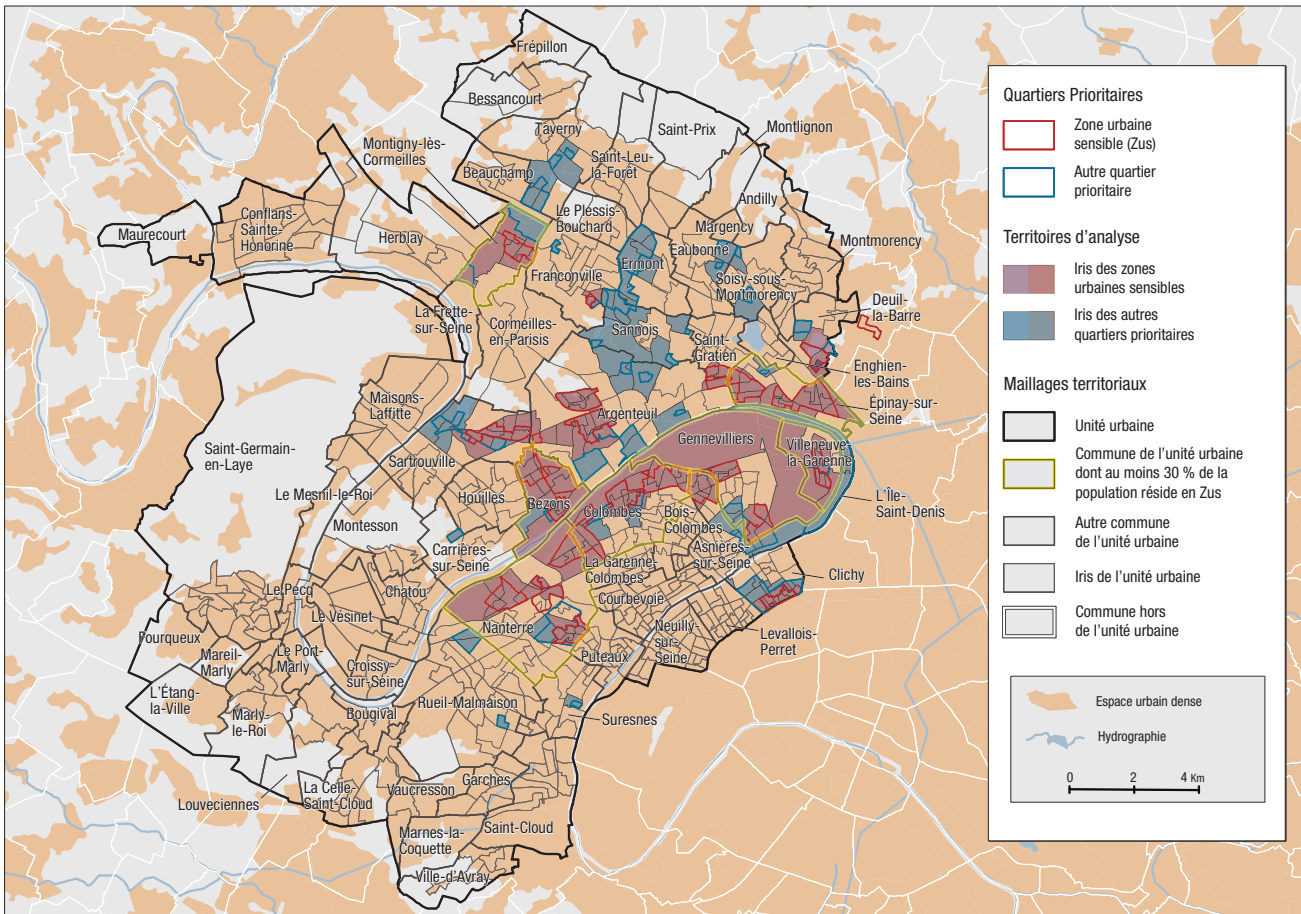 Frépillon
Bessancourt
Taverny
Saint-Prix
Montlignon
Montigny-lès-
Cormeilles
Beauchamp
Saint-Leu-
la-Forêt
Andilly
Le Plessis-
Bouchard
Margency
Montmorency
Maurecourt
Conflans-
Sainte-
Honorine
Herblay
Eaubonne
Ermont
Franconville
Soisy-sous-
Montmorency
Deuil-
la-Barre
La Frette-
sur-Seine
Cormeilles-
en-Parisis
Sannois
Saint-
Gratien
Enghien-
les-Bains
Épinay-sur-
Seine
Maisons-
Laffitte
Argenteuil
Gennevilliers
Villeneuve-
la-Garenne
Saint-Germain-
en-Laye
Sartrouville
Le Mesnil-le-Roi
Houilles
Bezons
Colombes
L'Île-
Saint-Denis
Montesson
Bois-
Colombes
Carrières-
sur-Seine
Asnières-
sur-Seine
La Garenne-
Colombes
Clichy
Le Pecq
Chatou
Courbevoie
Le Vésinet
Nanterre
Neuilly-
sur-
Seine
Levallois-
Perret
Fourqueux
Mareil-
Marly
Le Port-
Marly
Croissy-
sur-Seine
Puteaux
L'Étang-
la-Ville
Marly-
le-Roi
Bougival
Rueil-Malmaison
Suresnes
Louveciennes
La Celle-
Saint-Cloud
Vaucresson
Garches
Marnes-la-
Coquette
Saint-Cloud
Ville-d'Avray
Quartiers Prioritaires
Zone urbaine
sensible (Zus)
Autre quartier
prioritaire
Territoires d'analyse
Iris des zones
urbaines sensibles
Iris des autres
quartiers prioritaires
Maillages territoriaux
Unité urbaine
Commune de l'unité urbaine
dont au moins 30 % de la
population réside en Zus
Autre commune
de l'unité urbaine
Iris de l'unité urbaine
Commune hors
de l'unité urbaine
Espace urbain dense
Hydrographie
0 2 4 Km